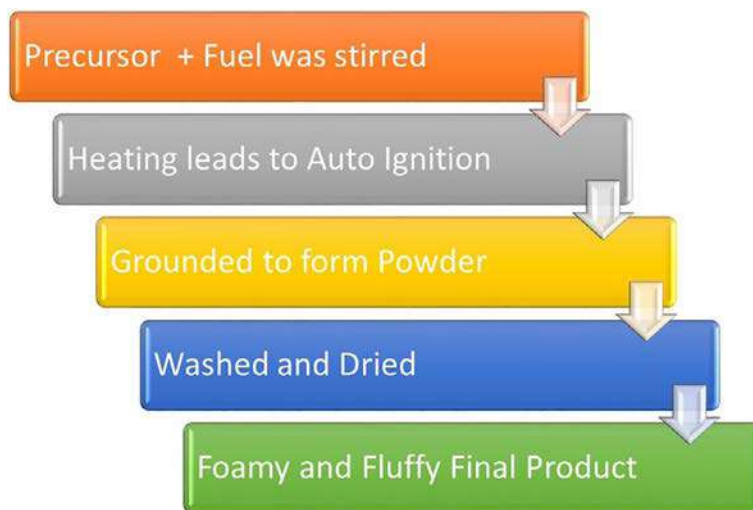 Precursor + Fuel was stirred
Heating leads to Auto Ignition
Grounded to form Powder
Washed and Dried
Foamy and Fluffy Final Product